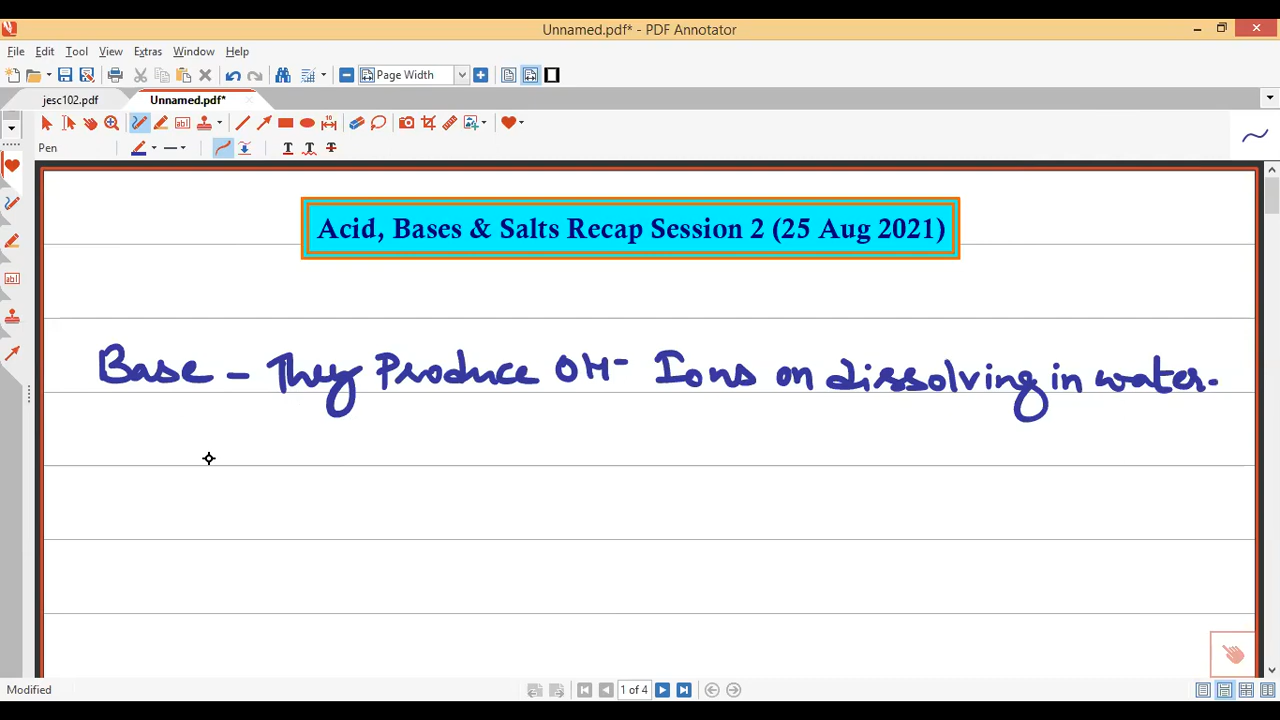 Unnamed.pdf* - PDF Annotator
File Edit Tool View Extras Window Help
Page Width
jesc102.pdf Unnamed.pdf*
Pen
Acid, Bases & Salts Recap Session 2 (25 Aug 2021)
Base - They Produce OH- Ions on dissolving in water.
Modified 1 of 4